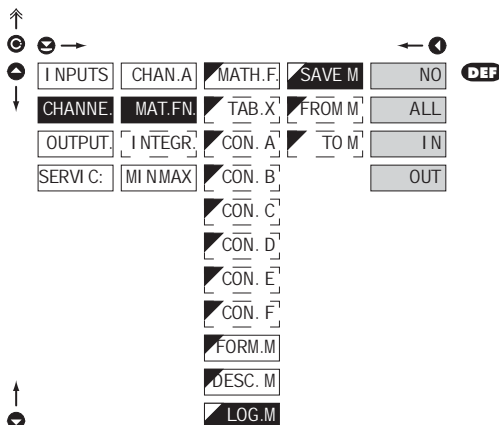 INPUTS CHAN.A MATH.F. SAVE M NO DEF
CHANNE. MAT.FN. TAB.X FROM M ALL
OUTPUT. INTEGR. CON. A TO M IN
SERVIC: MINMAX CON. B OUT
CON. C
CON. D
CON. E
CON. F
FORM.M
DESC. M
LOG.M